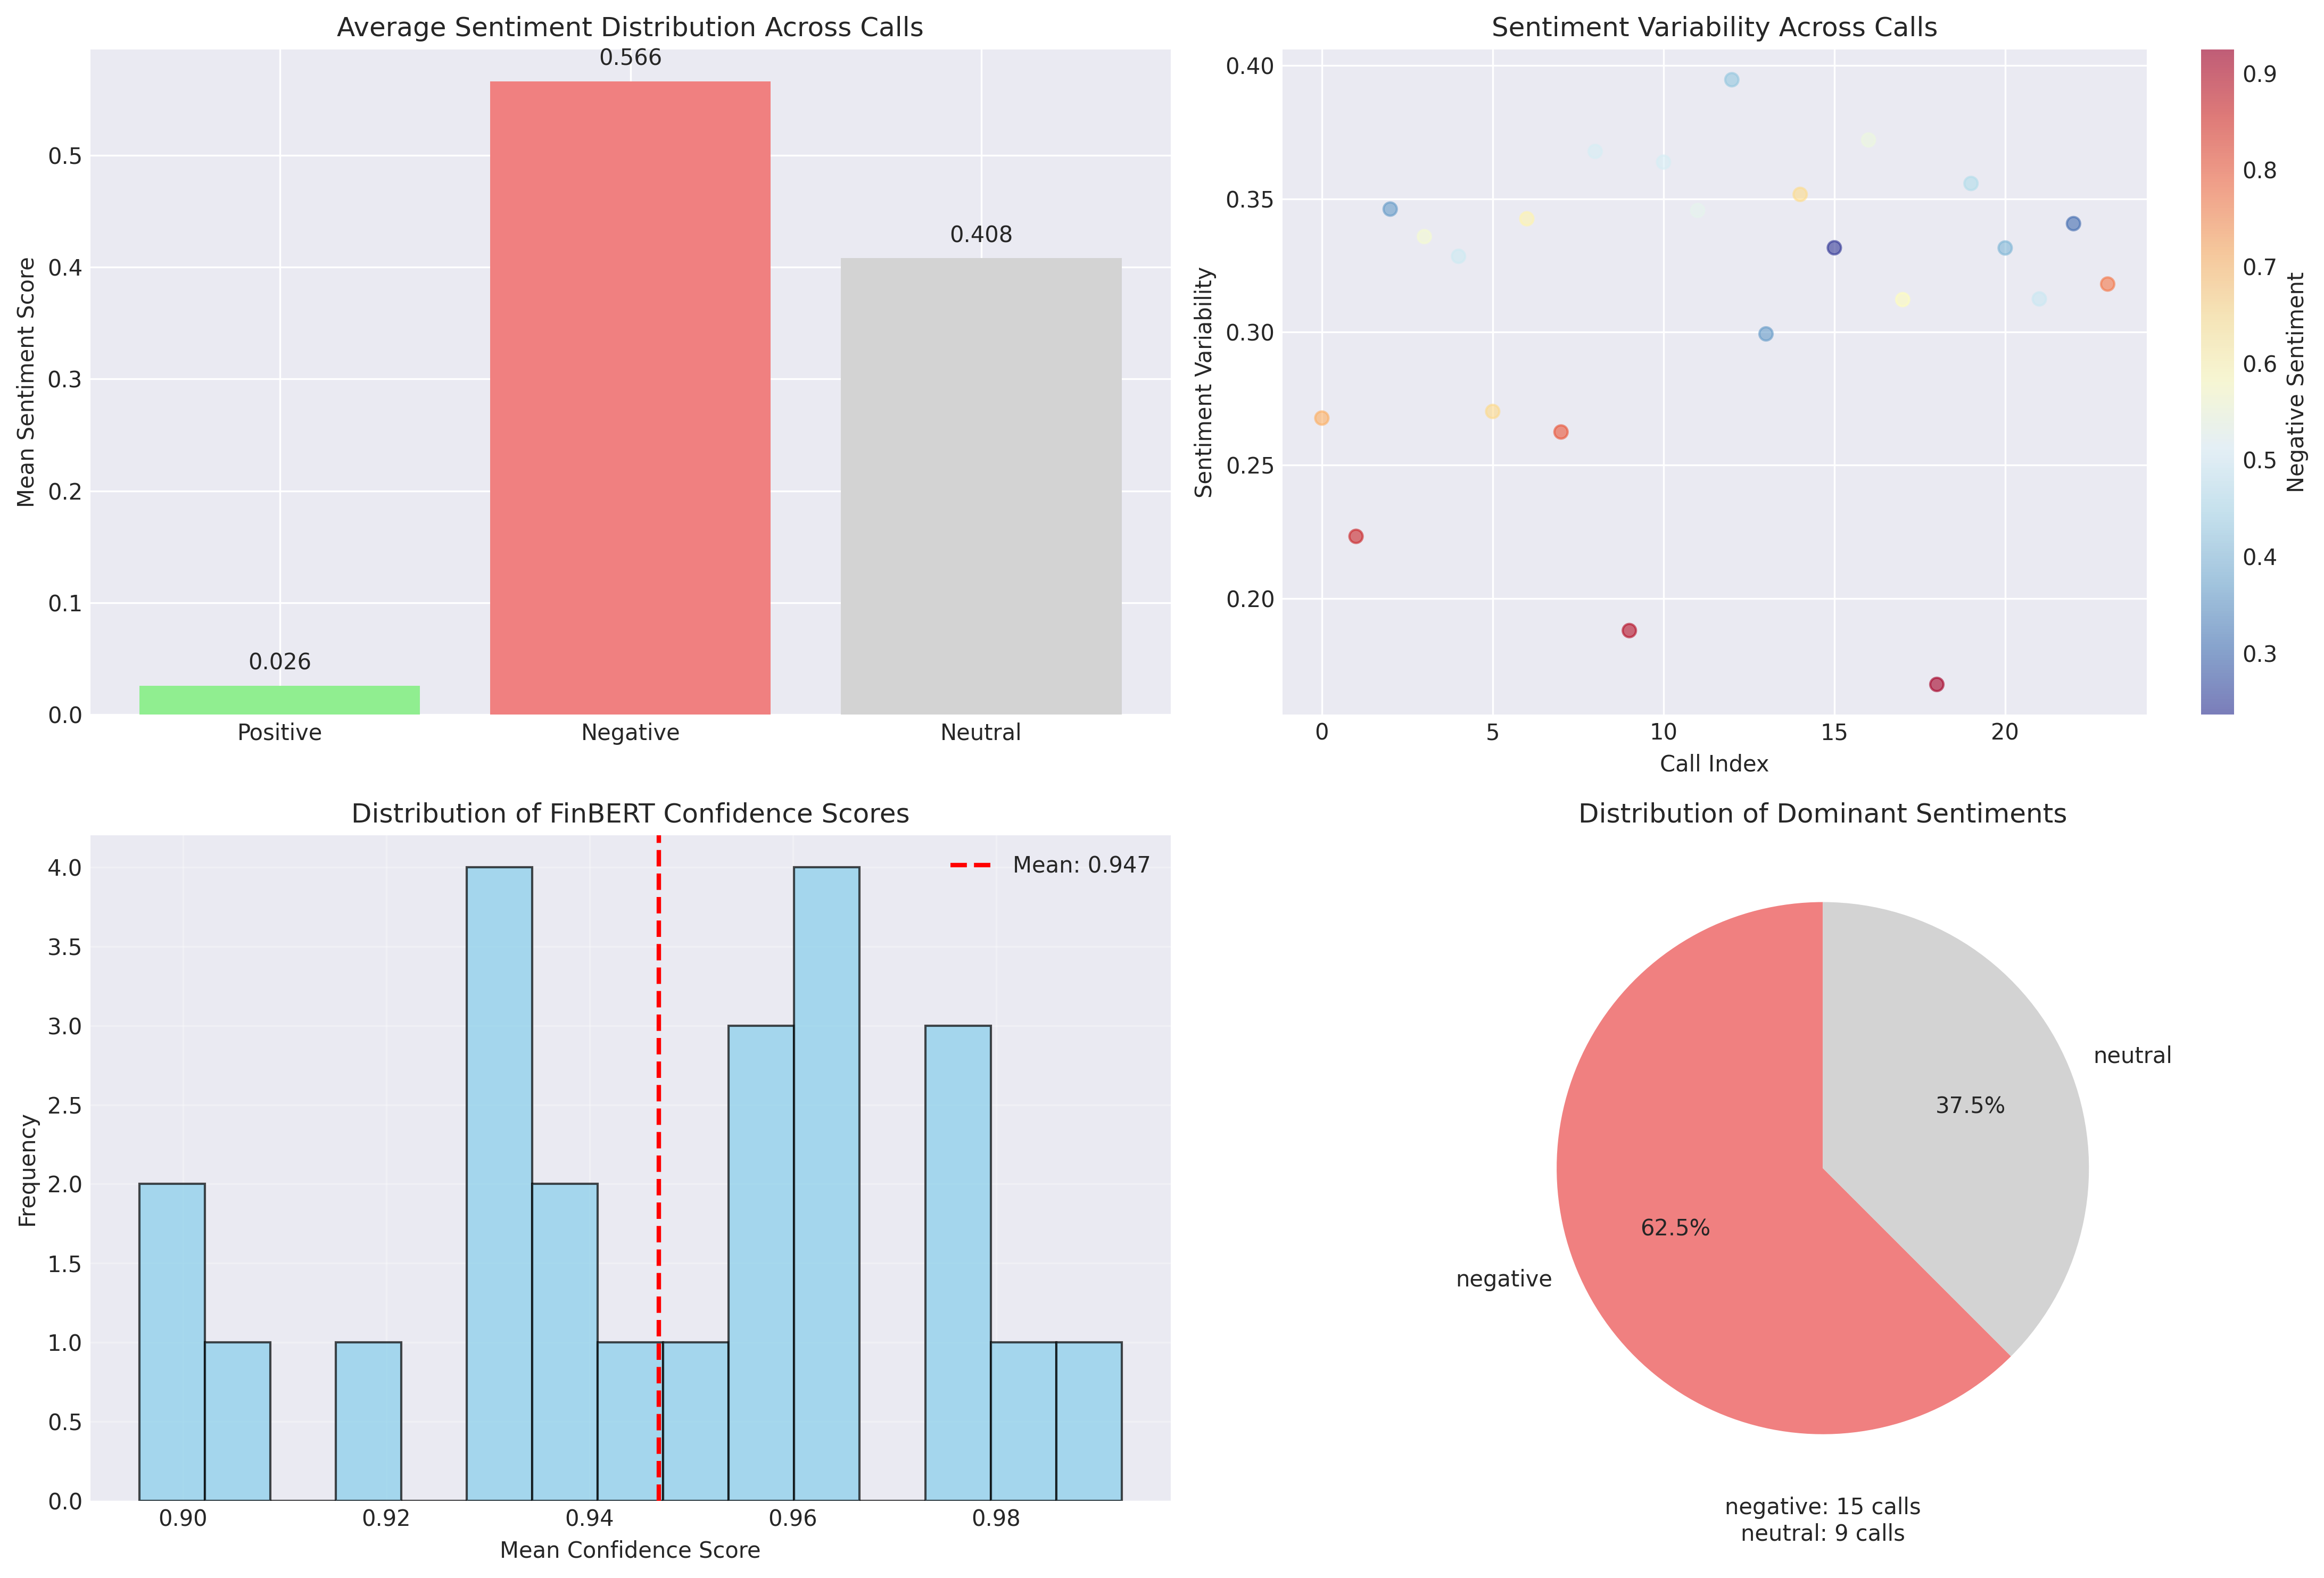 Average Sentiment Distribution Across Calls
Mean Sentiment Score
0.5
0.4
0.3
0.2
0.1
0.0
0.026
0.566
0.408
Positive
Negative
Neutral
Sentiment Variability Across Calls
Sentiment Variability
0.40
0.35
0.30
0.25
0.20
0
5
10
15
20
Call Index
0.9
0.8
0.7
0.6
0.5
0.4
0.3
Negative Sentiment
Distribution of FinBERT Confidence Scores
Frequency
4.0
3.5
3.0
2.5
2.0
1.5
1.0
0.5
0.0
Mean: 0.947
0.90
0.92
0.94
0.96
0.98
Mean Confidence Score
Distribution of Dominant Sentiments
neutral
37.5%
62.5%
negative
negative: 15 calls
neutral: 9 calls